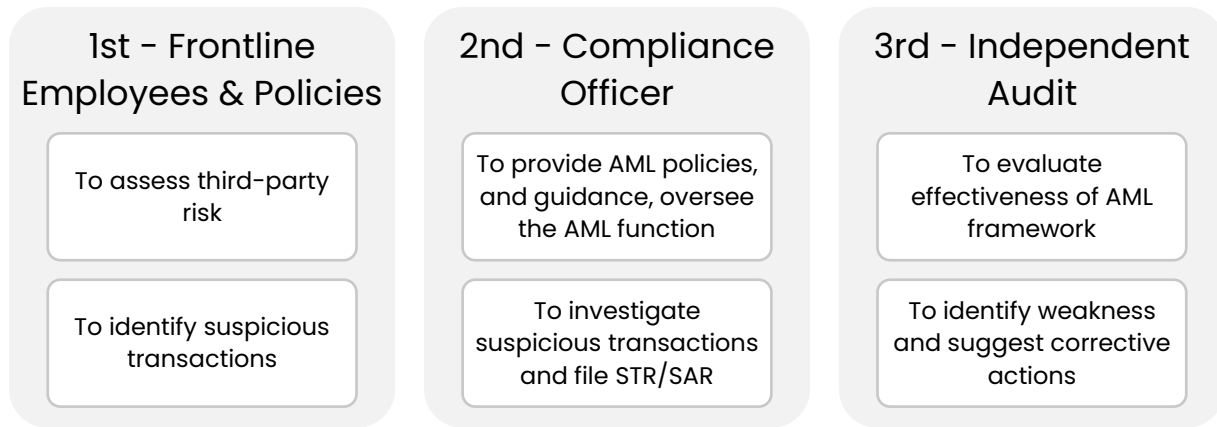 1st - Frontline
Employees & Policies
To assess third-party
risk
To identify suspicious
transactions
2nd - Compliance
Officer
To provide AML policies,
and guidance, oversee
the AML function
To investigate
suspicious transactions
and file STR/SAR
3rd - Independent
Audit
To evaluate
effectiveness of AML
framework
To identify weakness
and suggest corrective
actions